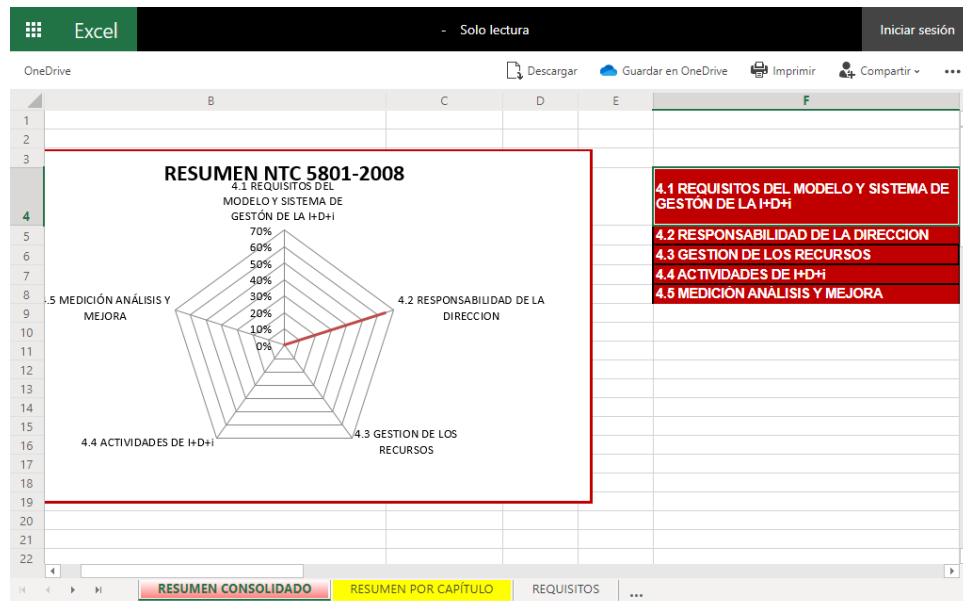 Excel
- Solo lectura
Iniciar sesión
OneDrive
Descargar
Guardar en OneDrive
Imprimir
Compartir
...
B C D E F
1
2
3
4
5
6
7
8
9
10
11
12
13
14
15
16
17
18
19
20
21
22
RESUMEN NTC 5801-2008
4.1 REQUISITOS DEL
MODELO Y SISTEMA DE
GESTÓN DE LA I+D+i
70%
60%
50%
40%
30%
20%
10%
0%
4.2 RESPONSABILIDAD DE LA
DIRECCION
4.3 GESTION DE LOS
RECURSOS
4.4 ACTIVIDADES DE I+D+i
.5 MEDICIÓN ANÁLISIS Y
MEJORA
4.1 REQUISITOS DEL MODELO Y SISTEMA DE
GESTÓN DE LA I+D+i
4.2 RESPONSABILIDAD DE LA DIRECCION
4.3 GESTION DE LOS RECURSOS
4.4 ACTIVIDADES DE I+D+i
4.5 MEDICIÓN ANÁLISIS Y MEJORA
RESUMEN CONSOLIDADO
RESUMEN POR CAPÍTULO
REQUISITOS
...